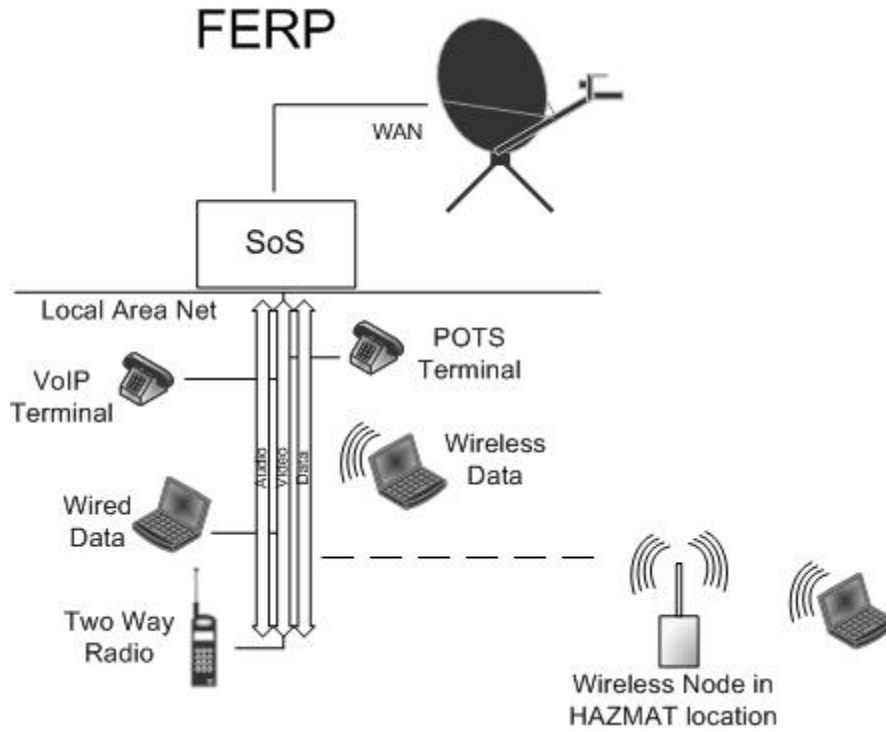 FERP
WAN
SoS
Local Area Net
POTS
Terminal
VoIP
Terminal
Wireless
Data
Audio
Video
Data
Wired
Data
Two Way
Radio
Wireless Node in
HAZMAT location